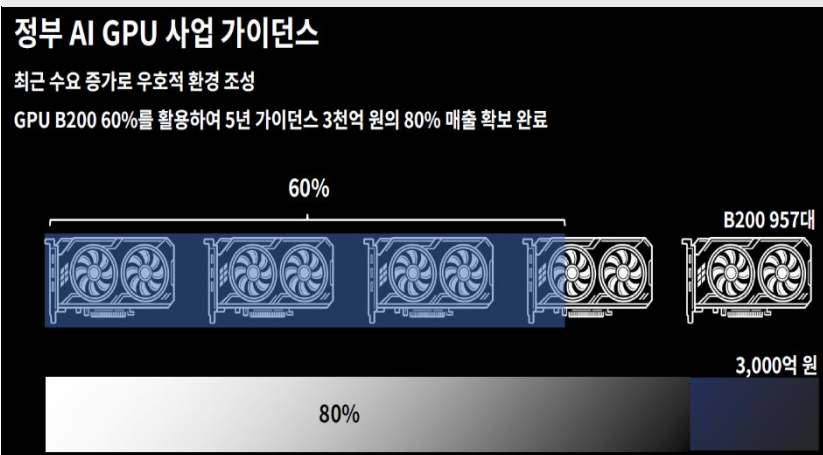 정부 AI GPU 사업 가이던스
최근 수요 증가로 우호적 환경 조성
GPU B200 60%를 활용하여 5년 가이던스 3천억 원의 80% 매출 확보 완료
60%
B200 957대
3,000억 원
80%